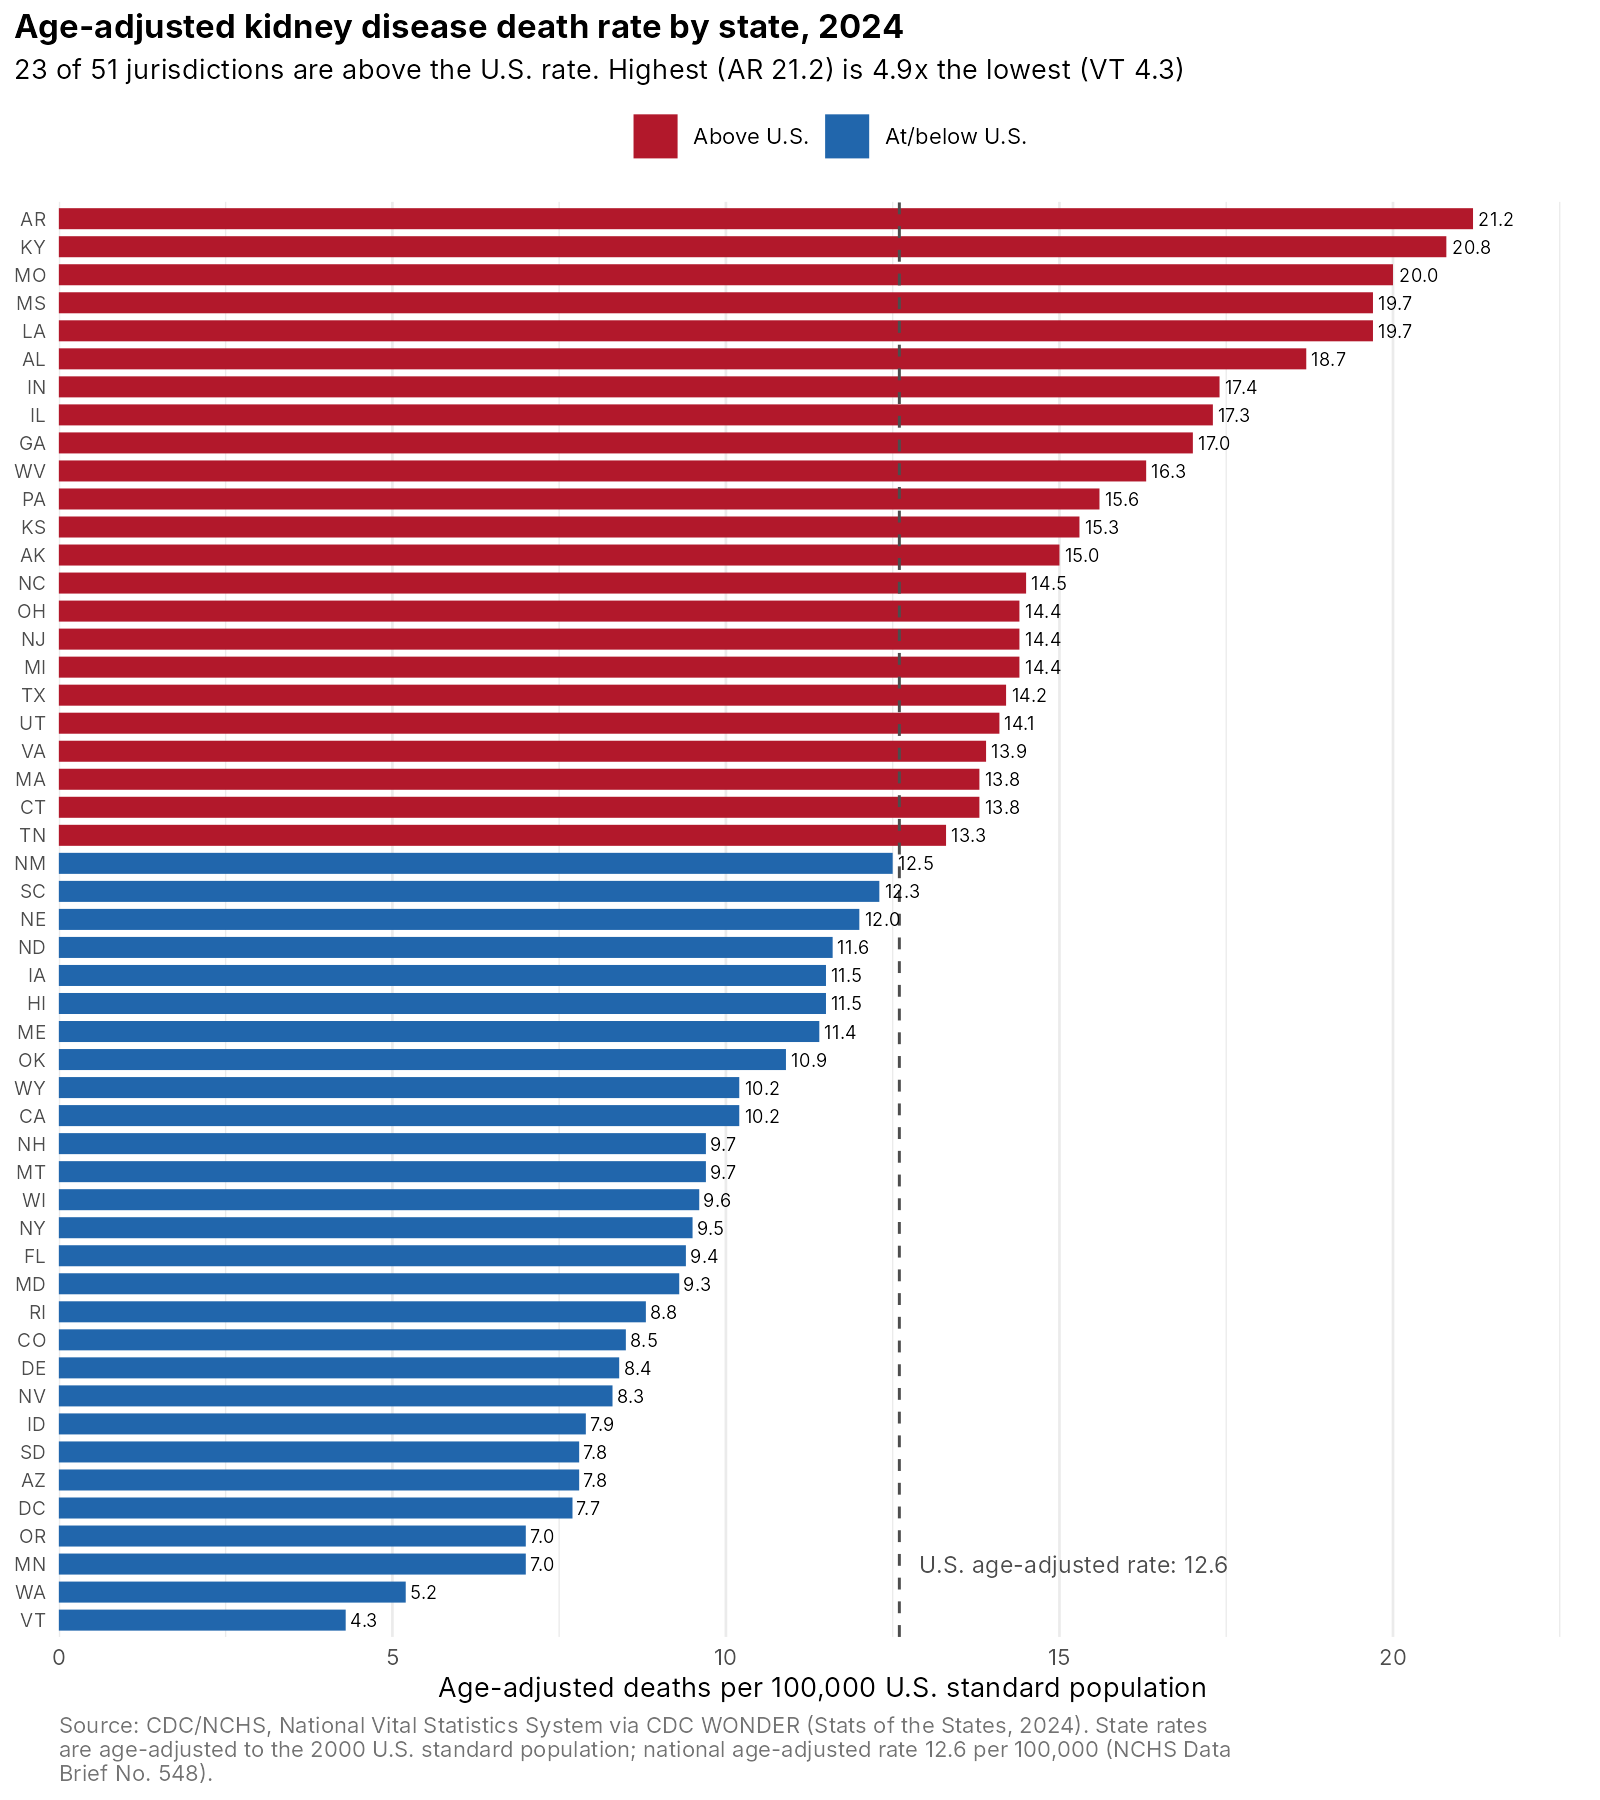 Age-adjusted kidney disease death rate by state, 2024
23 of 51 jurisdictions are above the U.S. rate. Highest (AR 21.2) is 4.9x the lowest (VT 4.3)
Above U.S. At/below U.S.
AR 21.2
KY 20.8
MO 20.0
MS 19.7
LA 19.7
AL 18.7
IN 17.4
IL 17.3
GA 17.0
WV 16.3
PA 15.6
KS 15.3
AK 15.0
NC 14.5
OH 14.4
NJ 14.4
MI 14.4
TX 14.2
UT 14.1
VA 13.9
MA 13.8
CT 13.8
TN 13.3
NM 12.5
SC 12.3
NE 12.0
ND 11.6
IA 11.5
HI 11.5
ME 11.4
OK 10.9
WY 10.2
CA 10.2
NH 9.7
MT 9.7
WI 9.6
NY 9.5
FL 9.4
MD 9.3
RI 8.8
CO 8.5
DE 8.4
NV 8.3
ID 7.9
SD 7.8
AZ 7.8
DC 7.7
OR 7.0
MN 7.0 U.S. age-adjusted rate: 12.6
WA 5.2
VT 4.3
0 5 10 15 20
Age-adjusted deaths per 100,000 U.S. standard population
Source: CDC/NCHS, National Vital Statistics System via CDC WONDER (Stats of the States, 2024). State rates
are age-adjusted to the 2000 U.S. standard population; national age-adjusted rate 12.6 per 100,000 (NCHS Data
Brief No. 548).